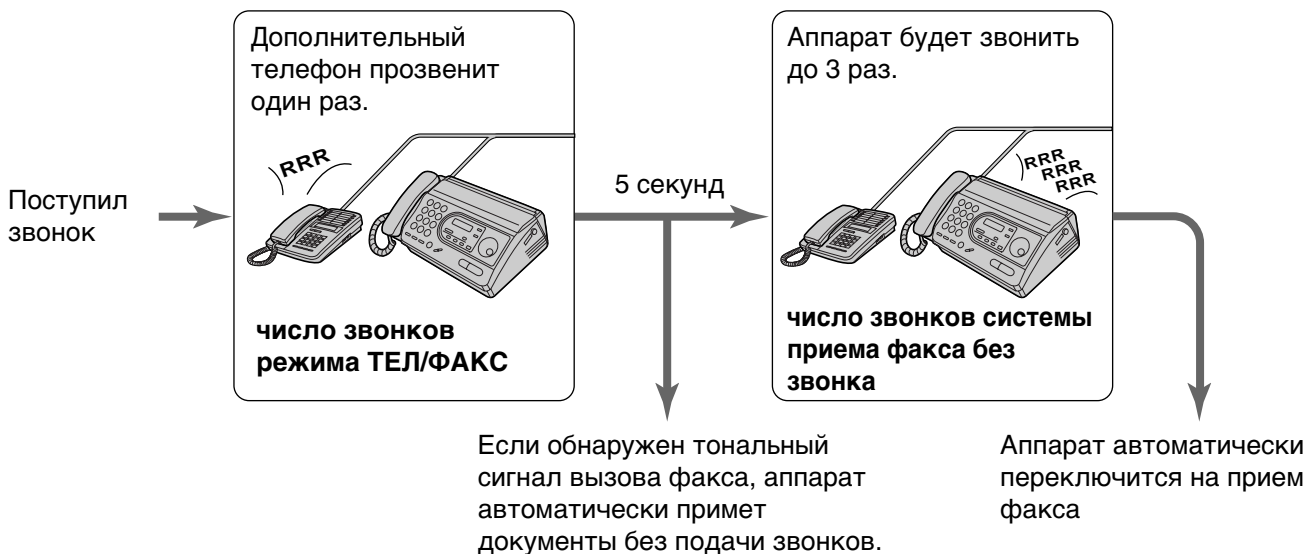 Поступил
звонок
Дополнительный
телефон прозвенит
один раз.
RRR
число звонков
режима ТЕЛ/ФАКС
5 секунд
Аппарат будет звонить
до 3 раз.
RRR
RRR
RRR
число звонков системы
приема факса без
звонка
Если обнаружен тональный
сигнал вызова факса, аппарат
автоматически примет
документы без подачи звонков.
Аппарат автоматически
переключится на прием
факса